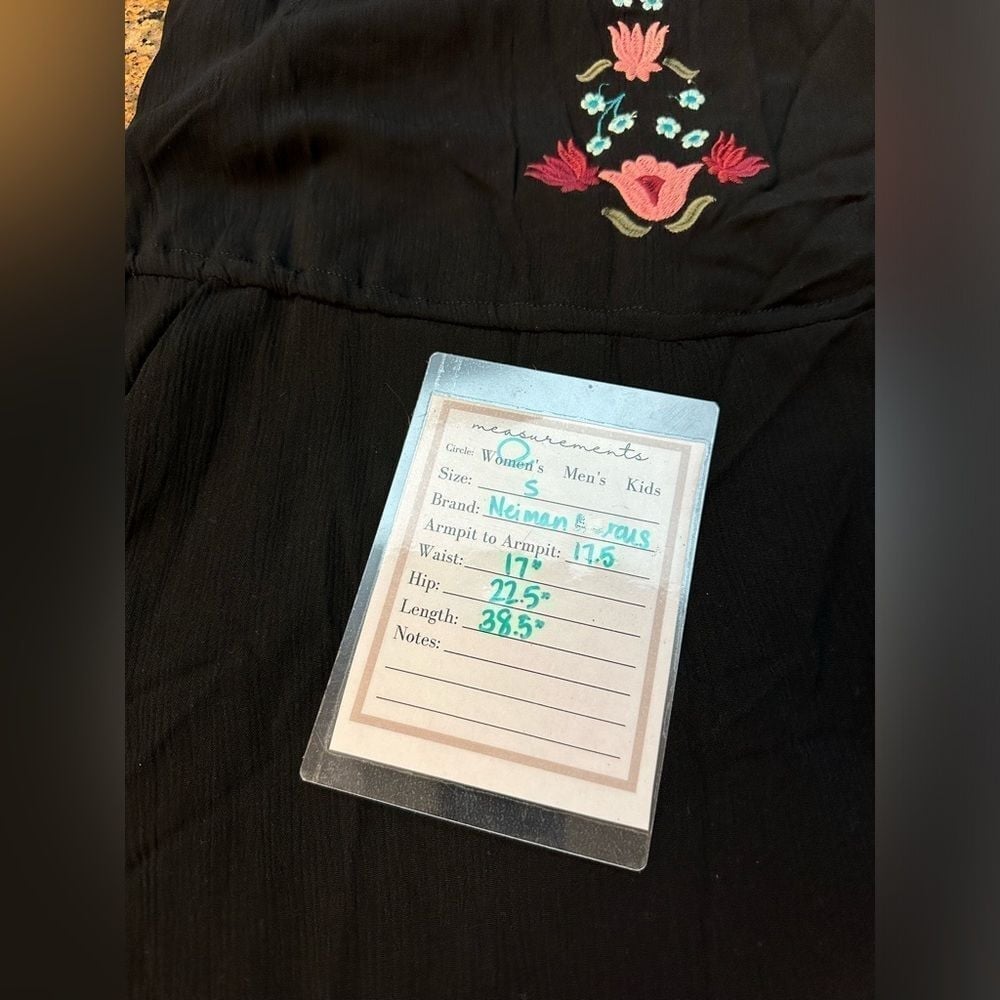 measurements
Circle: Women's Men's Kids
Size: S
Brand: Neiman
Armpit to Armpit: 17.5
Waist: 17"
Hip: 22.5"
Length: 38.5"
Notes: